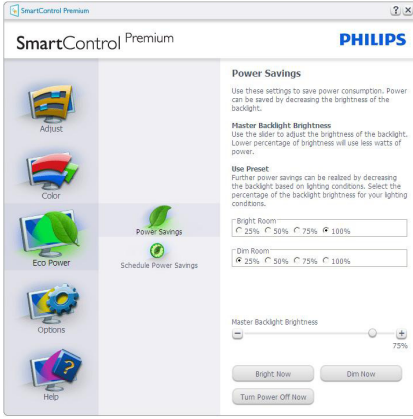 SmartControl Premium
SmartControl Premium
PHILIPS
Adjust
Color
Eco Power
Options
Help
Power Savings
Schedule Power Savings
Power Savings
Use these settings to save power consumption. Power
can be saved by decreasing the brightness of the
backlight.
Master Backlight Brightness
Use the slider to adjust the brightness of the backlight.
Lower percentage of brightness will use less watts of
power.
Use Preset
Further power savings can be realized by decreasing
the backlight based on lighting conditions. Select the
percentage of the backlight brightness for your lighting
conditions.
Bright Room
25% 50% 75% 100%
Dim Room
25% 50% 75% 100%
Master Backlight Brightness
75%
Bright Now Dim Now
Turn Power Off Now